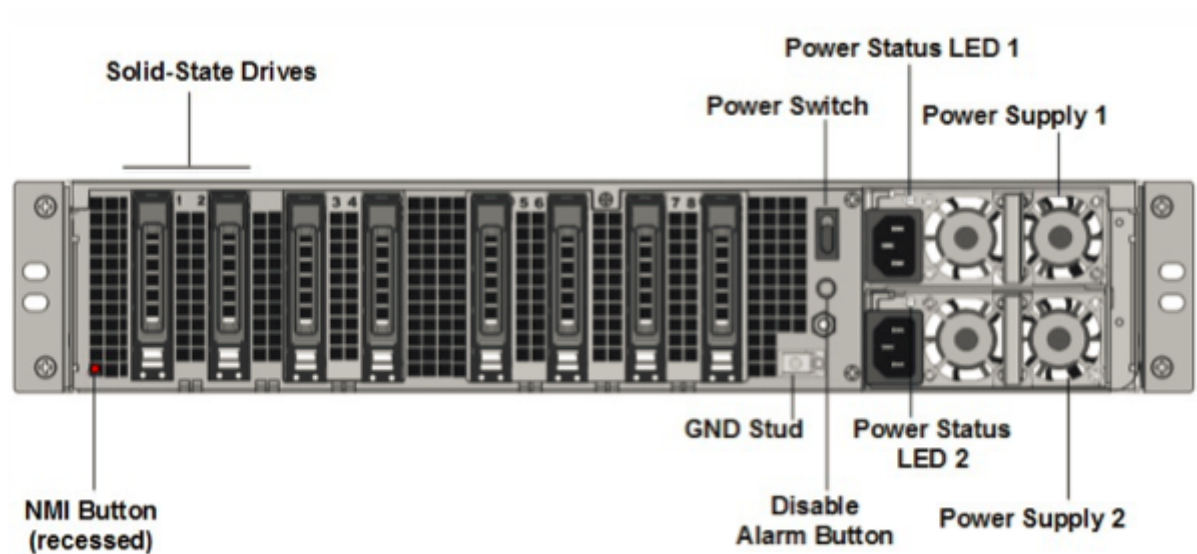 Power Status LED 1
Solid-State Drives
Power Switch
Power Supply 1
1 2 3 4 5 6 7 8
GND Stud
Power Status
LED 2
NMI Button
(recessed)
Disable
Alarm Button
Power Supply 2